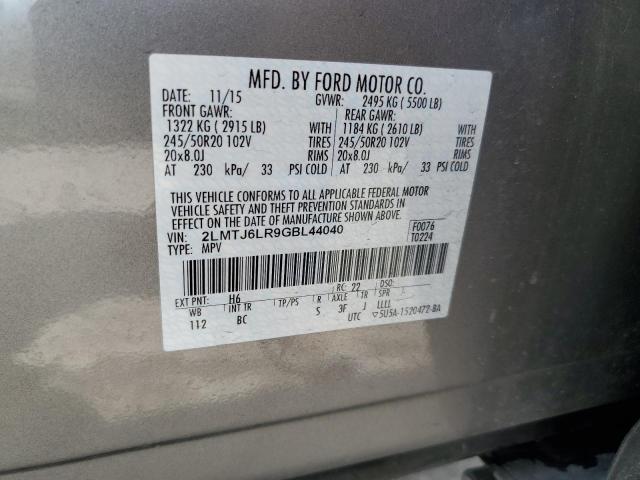 MFD. BY FORD MOTOR CO.
DATE: 11/15 GVWR: 2495 KG ( 5500 LB)
FRONT GAWR: REAR GAWR:
1322 KG ( 2915 LB) WITH 1184 KG ( 2610 LB) WITH
245/50R20 102V TIRES 245/50R20 102V TIRES
20x8.0J RIMS 20x8.0J RIMS
AT 230 kPa/ 33 PSI COLD AT 230 kPa/ 33 PSI COLD
THIS VEHICLE CONFORMS TO ALL APPLICABLE FEDERAL MOTOR
VEHICLE SAFETY AND THEFT PREVENTION STANDARDS IN
EFFECT ON THE DATE OF MANUFACTURE SHOWN ABOVE.
VIN: 2LMTJ6LR9GBL44040 F0076
TYPE: MPV T0224
EXT PNT: H6 RC: 22 DSO:
WB INT TR TP/PS R AXLE TR SPR
112 BC S 3F J LLLL
UTC ▽5U5A-1520472-BA